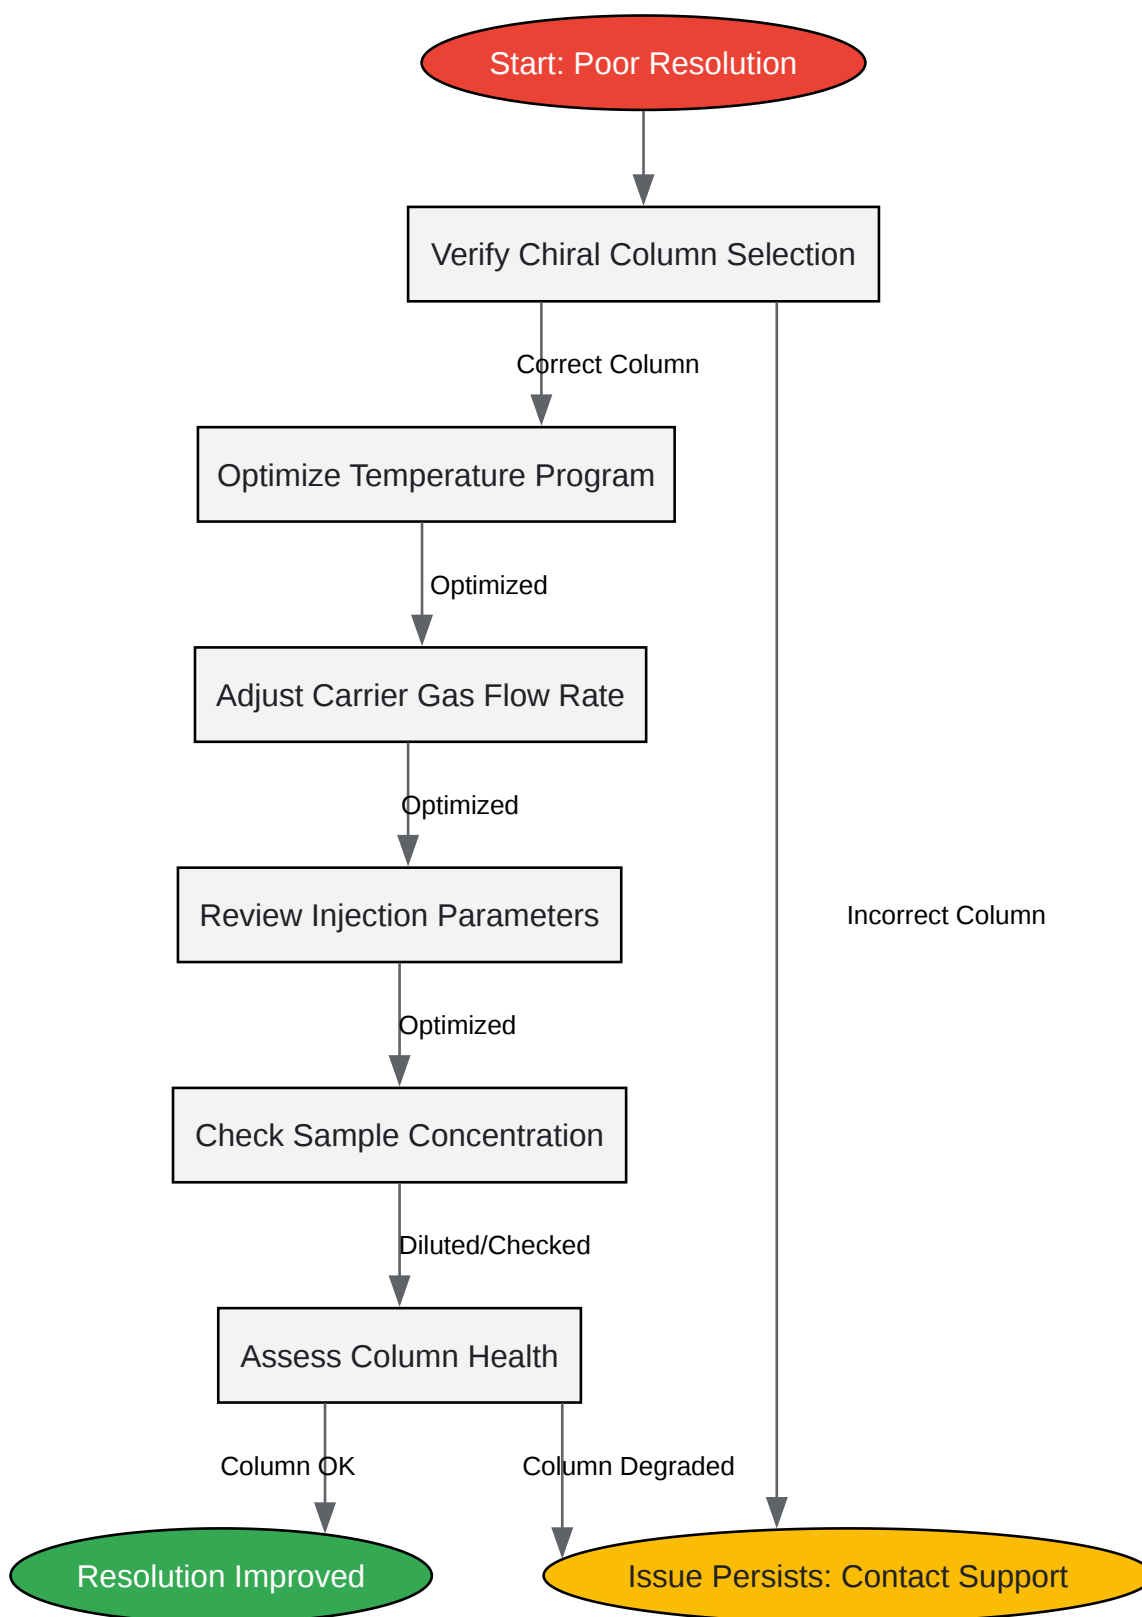 Start: Poor Resolution
Verify Chiral Column Selection
Correct Column
Optimize Temperature Program
Optimized
Adjust Carrier Gas Flow Rate
Optimized
Review Injection Parameters
Incorrect Column
Optimized
Check Sample Concentration
Diluted/Checked
Assess Column Health
Column OK
Column Degraded
Resolution Improved
Issue Persists: Contact Support